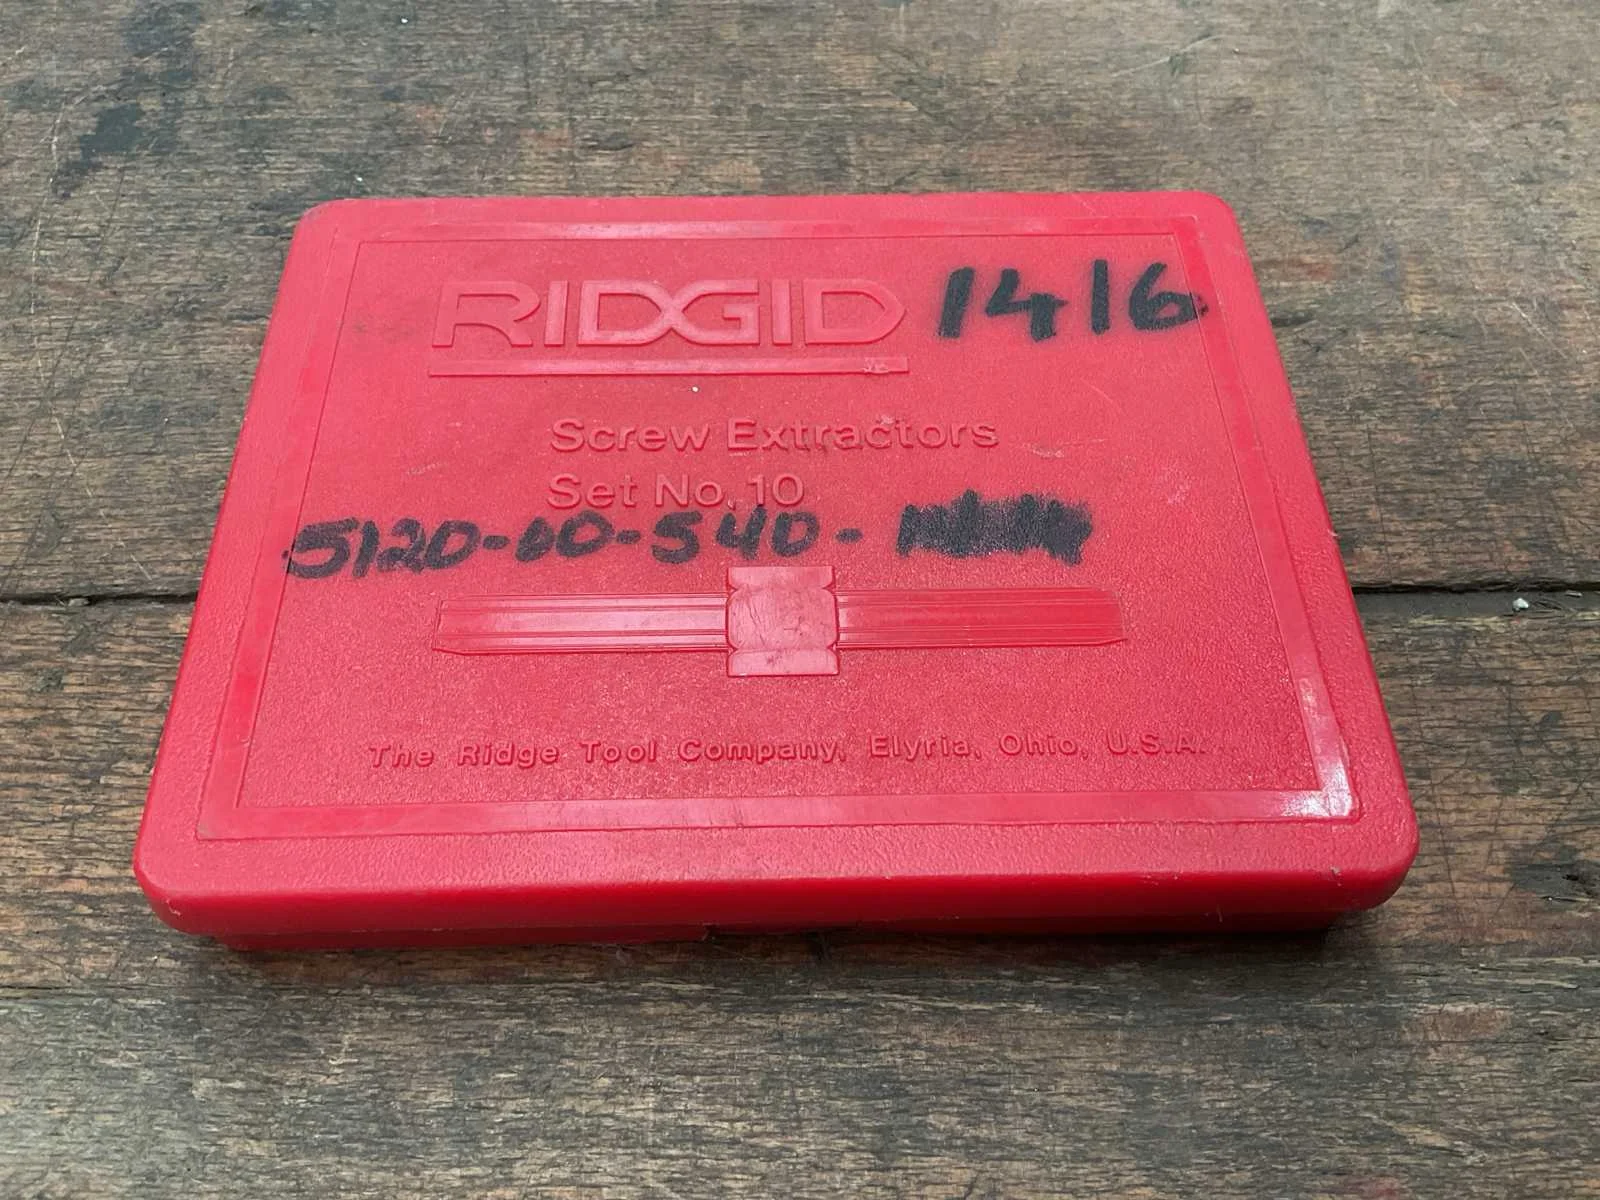 RIDGID 1416
Screw Extractors
Set No. 10
5120-00-540-
The Ridge Tool Company, Elyria, Ohio, U.S.A.